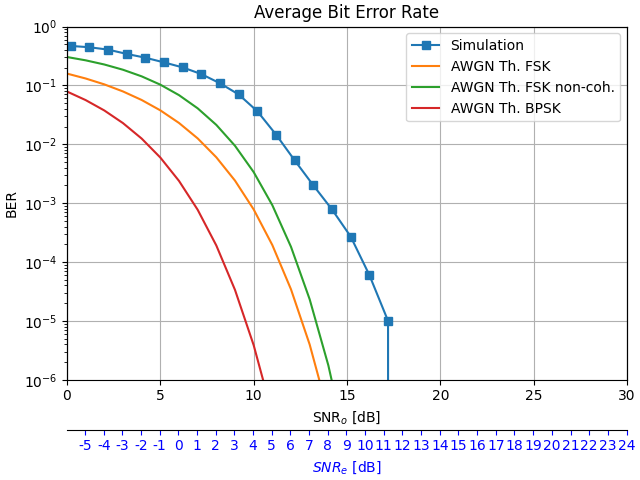 Average Bit Error Rate
Simulation
AWGN Th. FSK
AWGN Th. FSK non-coh.
AWGN Th. BPSK
BER
10⁰
10⁻¹
10⁻²
10⁻³
10⁻⁴
10⁻⁵
10⁻⁶
0 5 10 15 20 25 30
SNRₒ [dB]
-5 -4 -3 -2 -1 0 1 2 3 4 5 6 7 8 9 10 11 12 13 14 15 16 17 18 19 20 21 22 23 24
SNRₑ [dB]